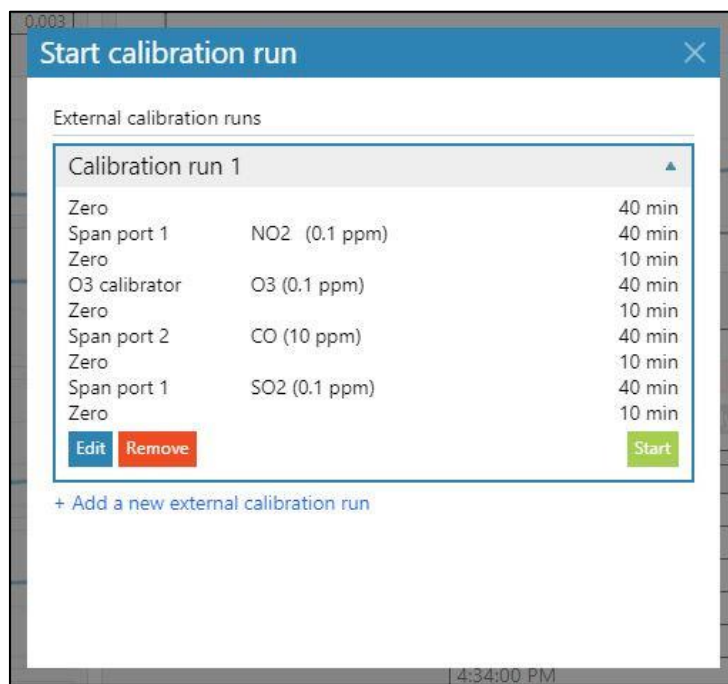 0.003
Start calibration run
External calibration runs
Calibration run 1
Zero 40 min
Span port 1 NO2 (0.1 ppm) 40 min
Zero 10 min
O3 calibrator O3 (0.1 ppm) 40 min
Zero 10 min
Span port 2 CO (10 ppm) 40 min
Zero 10 min
Span port 1 SO2 (0.1 ppm) 40 min
Zero 10 min
Edit Remove Start
+ Add a new external calibration run
4:34:00 PM